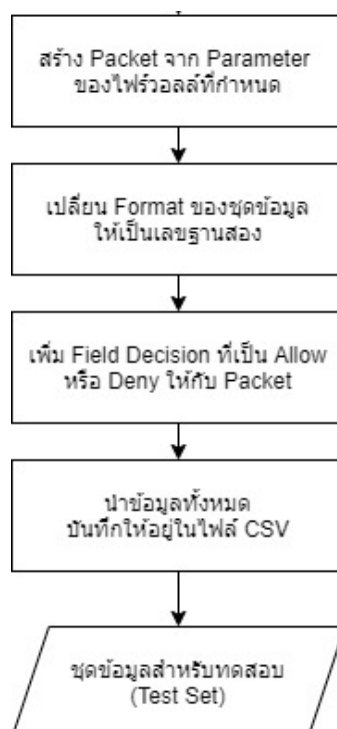 สร้าง Packet จาก Parameter
ของไฟร์วอลล์ที่กำหนด
เปลี่ยน Format ของชุดข้อมูล
ให้เป็นเลขฐานสอง
เพิ่ม Field Decision ที่เป็น Allow
หรือ Deny ให้กับ Packet
นำข้อมูลทั้งหมด
บันทึกให้อยู่ในไฟล์ CSV
ชุดข้อมูลสำหรับทดสอบ
(Test Set)